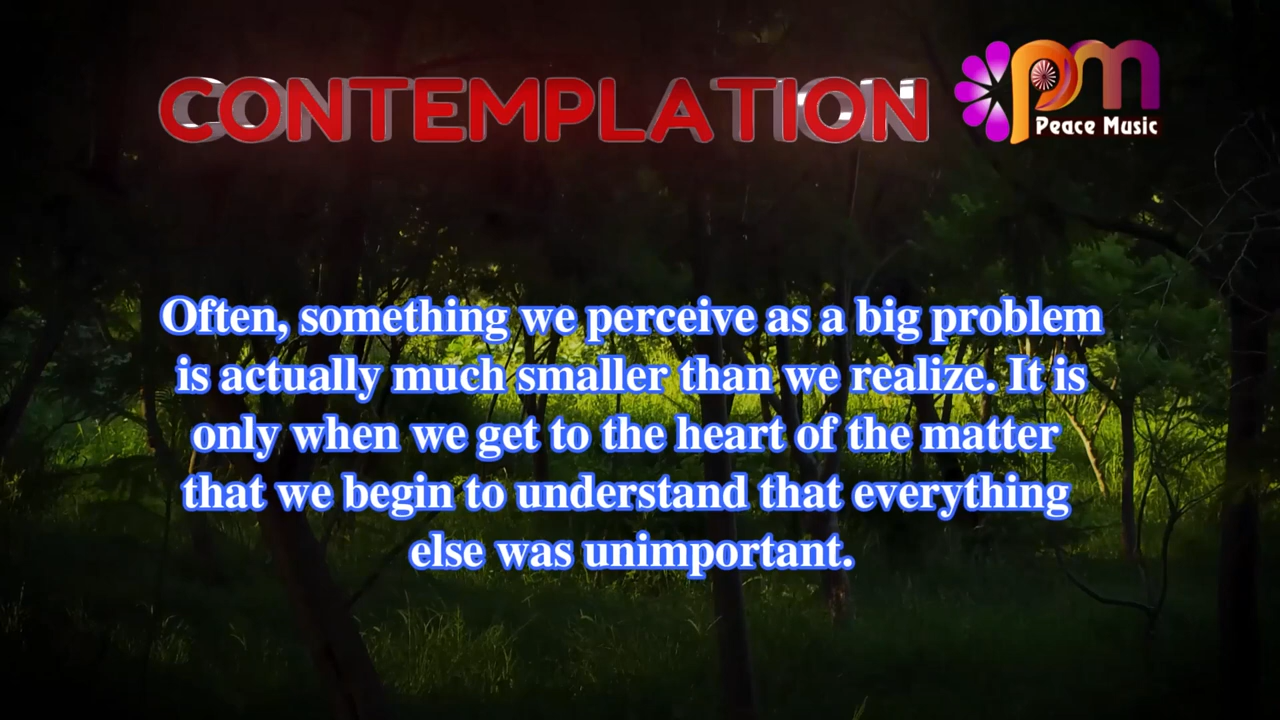 CONTEMPLATION
pm
Peace Music
Often, something we perceive as a big problem
is actually much smaller than we realize. It is
only when we get to the heart of the matter
that we begin to understand that everything
else was unimportant.